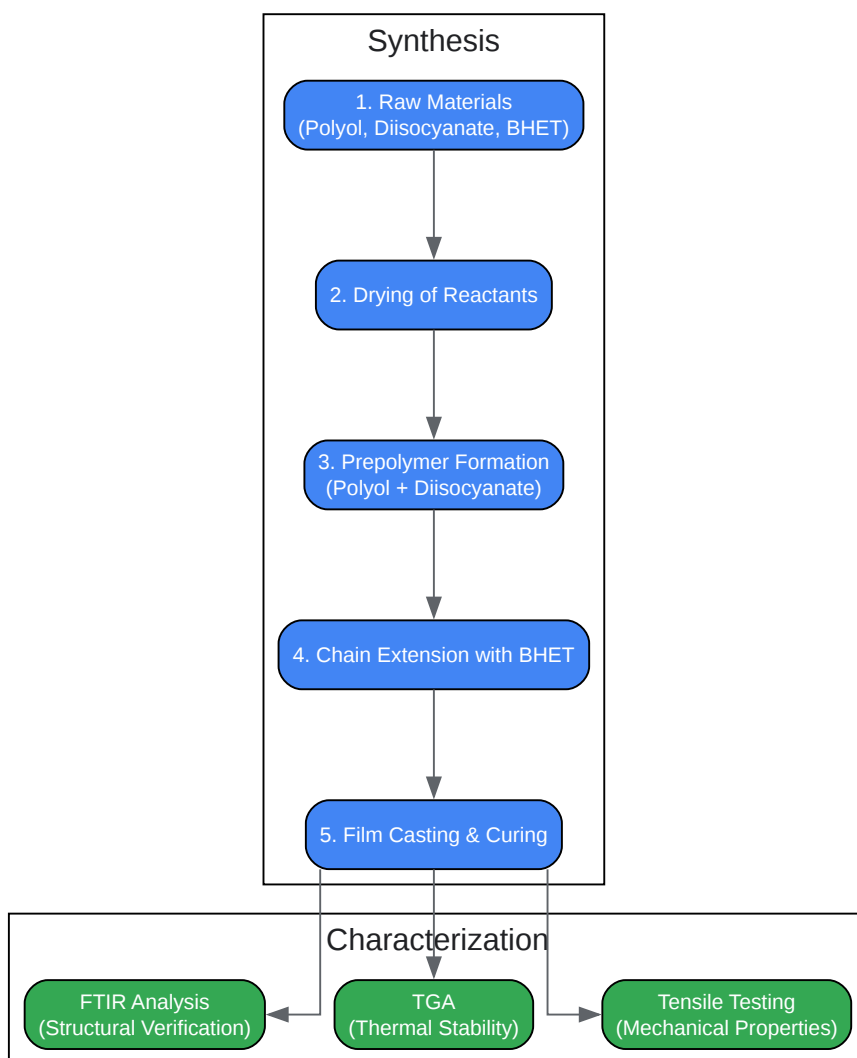 Synthesis
1. Raw Materials
(Polyol, Diisocyanate, BHET)
2. Drying of Reactants
3. Prepolymer Formation
(Polyol + Diisocyanate)
4. Chain Extension with BHET
5. Film Casting & Curing
Characterization
FTIR Analysis
(Structural Verification)
TGA
(Thermal Stability)
Tensile Testing
(Mechanical Properties)